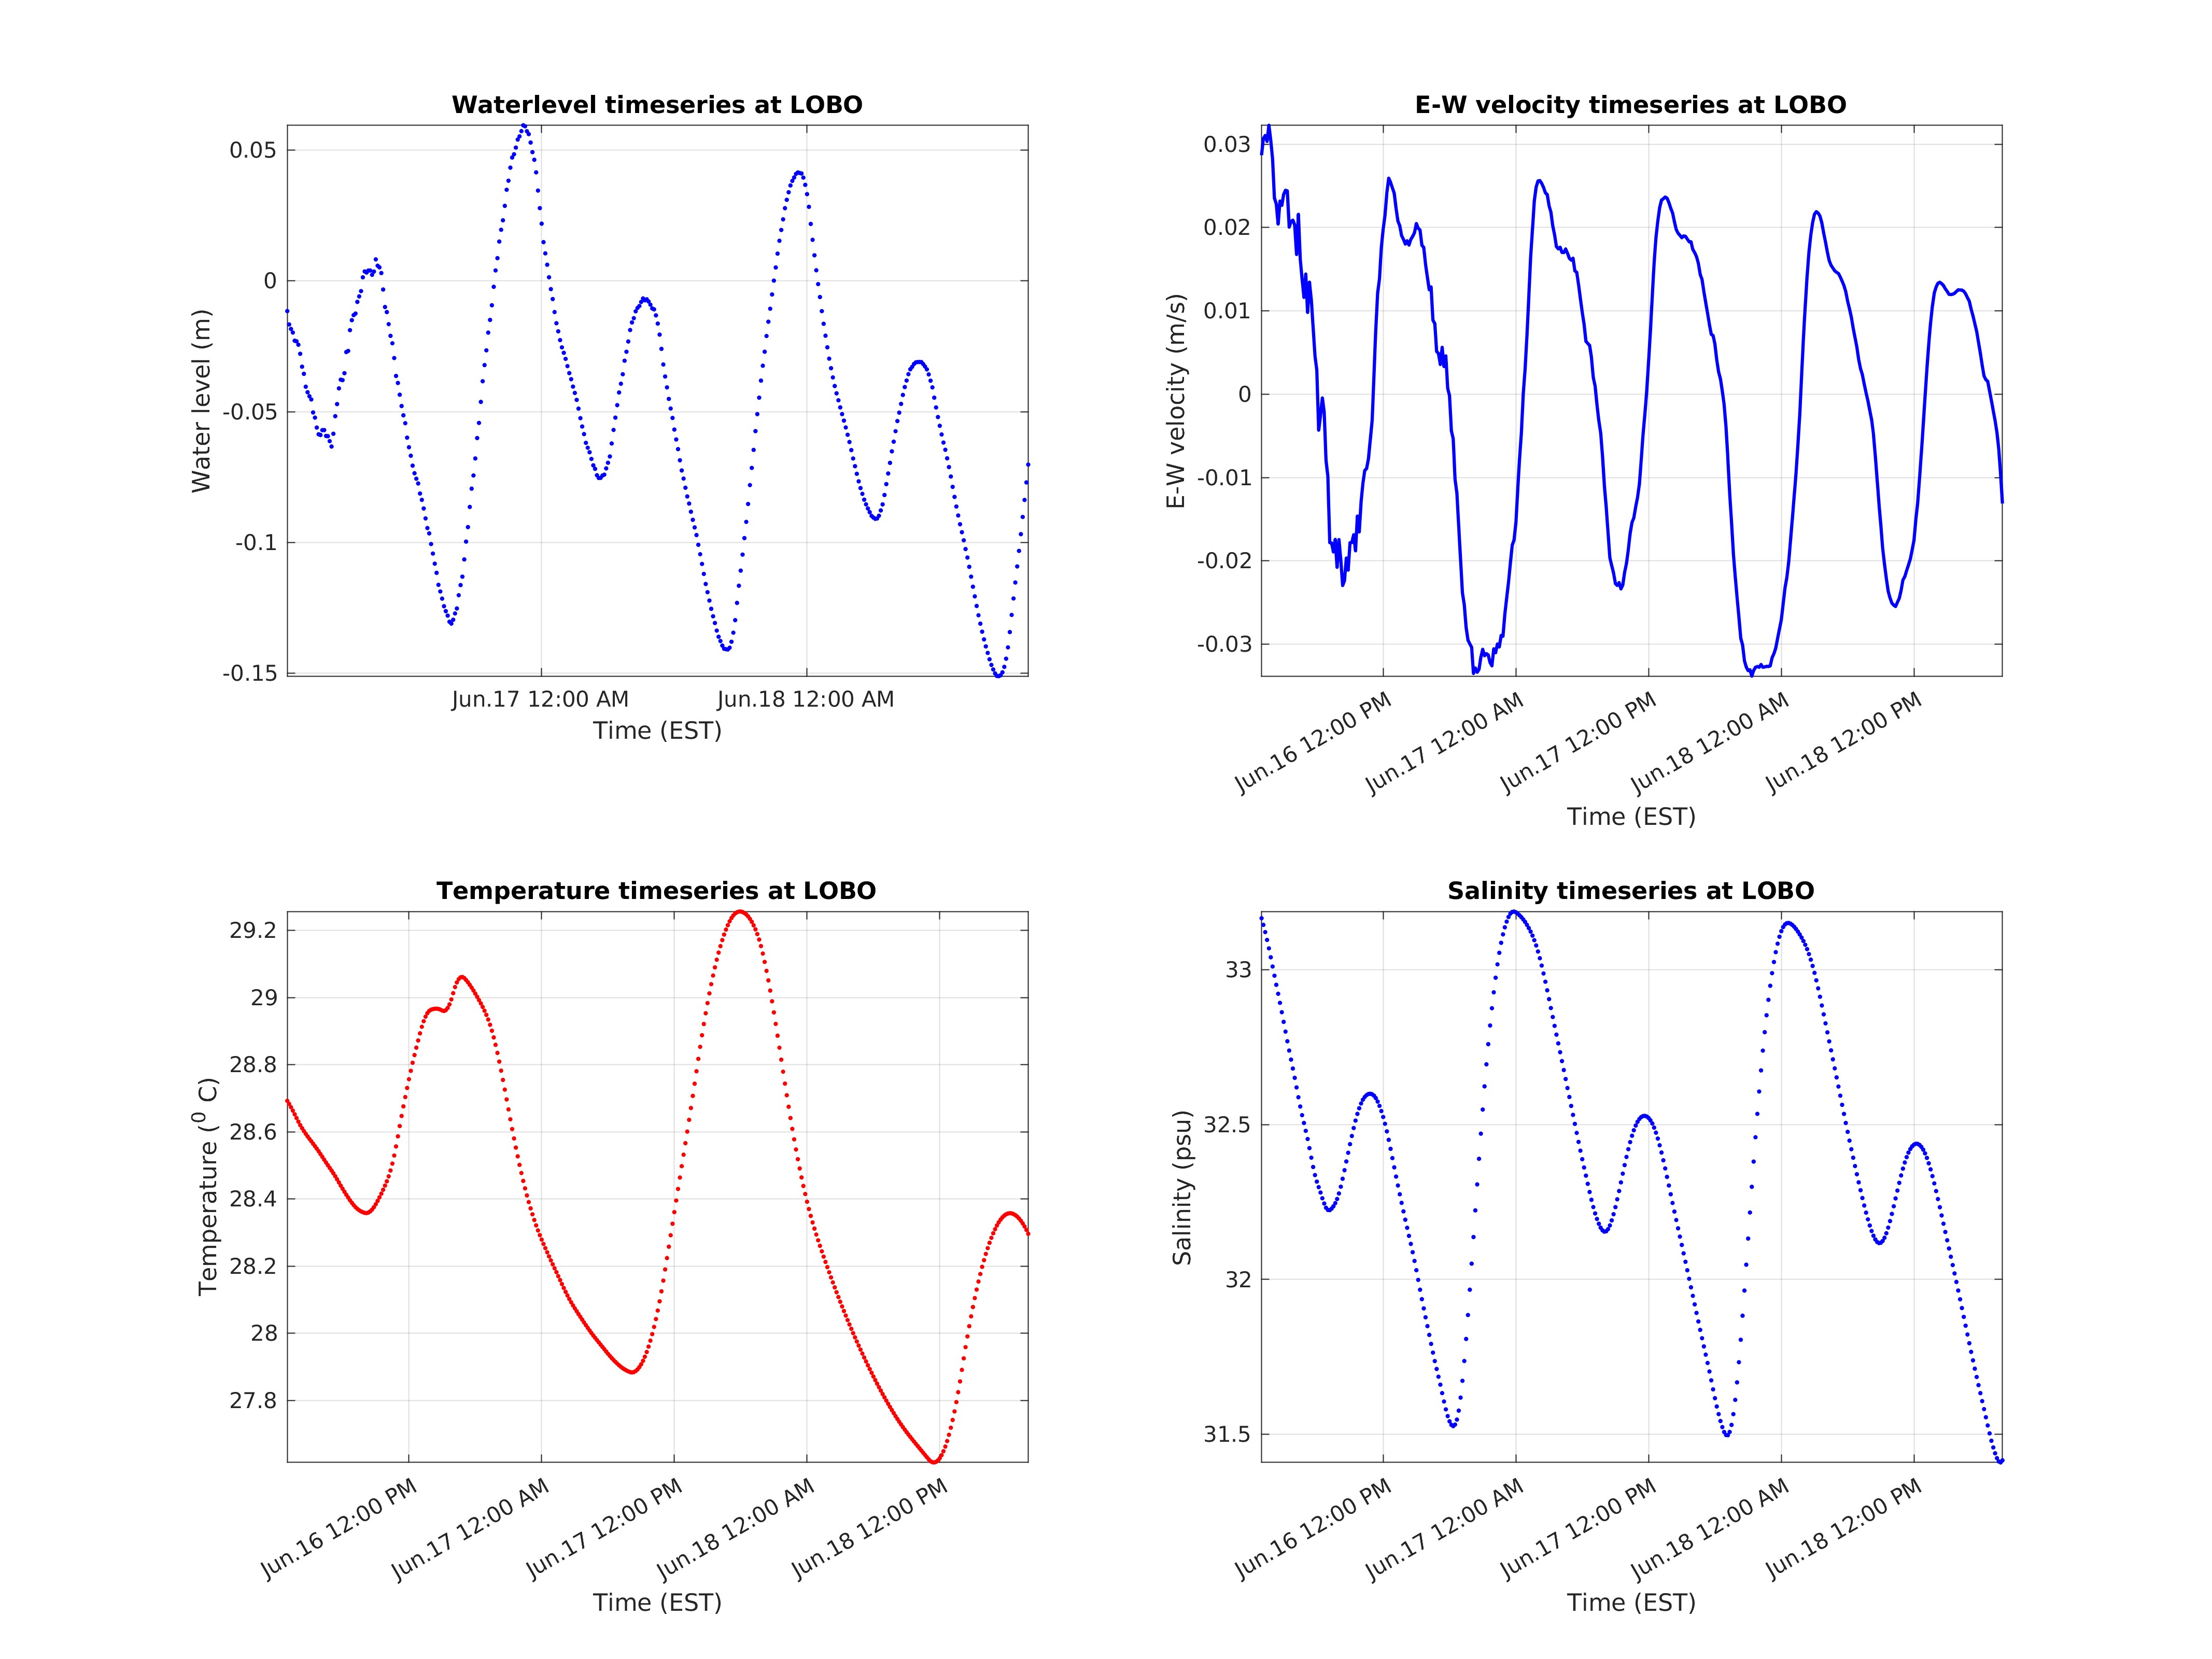 Waterlevel timeseries at LOBO
0.05
0
-0.05
-0.1
-0.15
Water level (m)
Jun.17 12:00 AM
Jun.18 12:00 AM
Time (EST)
E-W velocity timeseries at LOBO
0.03
0.02
0.01
0
-0.01
-0.02
-0.03
E-W velocity (m/s)
Jun.16 12:00 PM
Jun.17 12:00 AM
Jun.17 12:00 PM
Jun.18 12:00 AM
Jun.18 12:00 PM
Time (EST)
Temperature timeseries at LOBO
29.2
29
28.8
28.6
28.4
28.2
28
27.8
Temperature (⁰ C)
Jun.16 12:00 PM
Jun.17 12:00 AM
Jun.17 12:00 PM
Jun.18 12:00 AM
Jun.18 12:00 PM
Time (EST)
Salinity timeseries at LOBO
33
32.5
32
31.5
Salinity (psu)
Jun.16 12:00 PM
Jun.17 12:00 AM
Jun.17 12:00 PM
Jun.18 12:00 AM
Jun.18 12:00 PM
Time (EST)